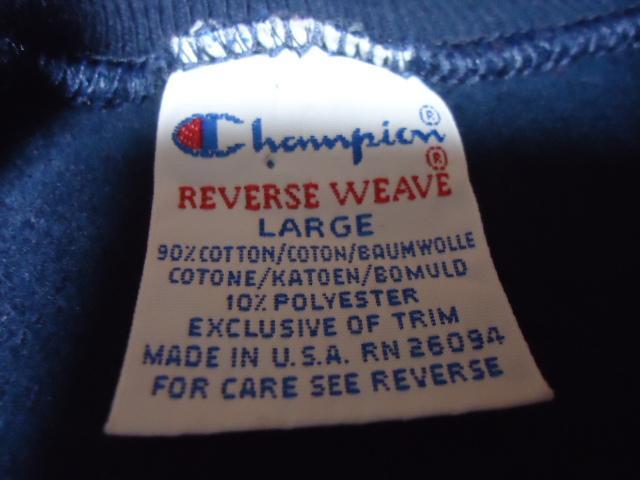 Champion®
REVERSE WEAVE®
LARGE
90% COTTON/COTON/BAUMWOLLE
COTONE/KATOEN/BOMULD
10% POLYESTER
EXCLUSIVE OF TRIM
MADE IN U.S.A. RN 26094
FOR CARE SEE REVERSE